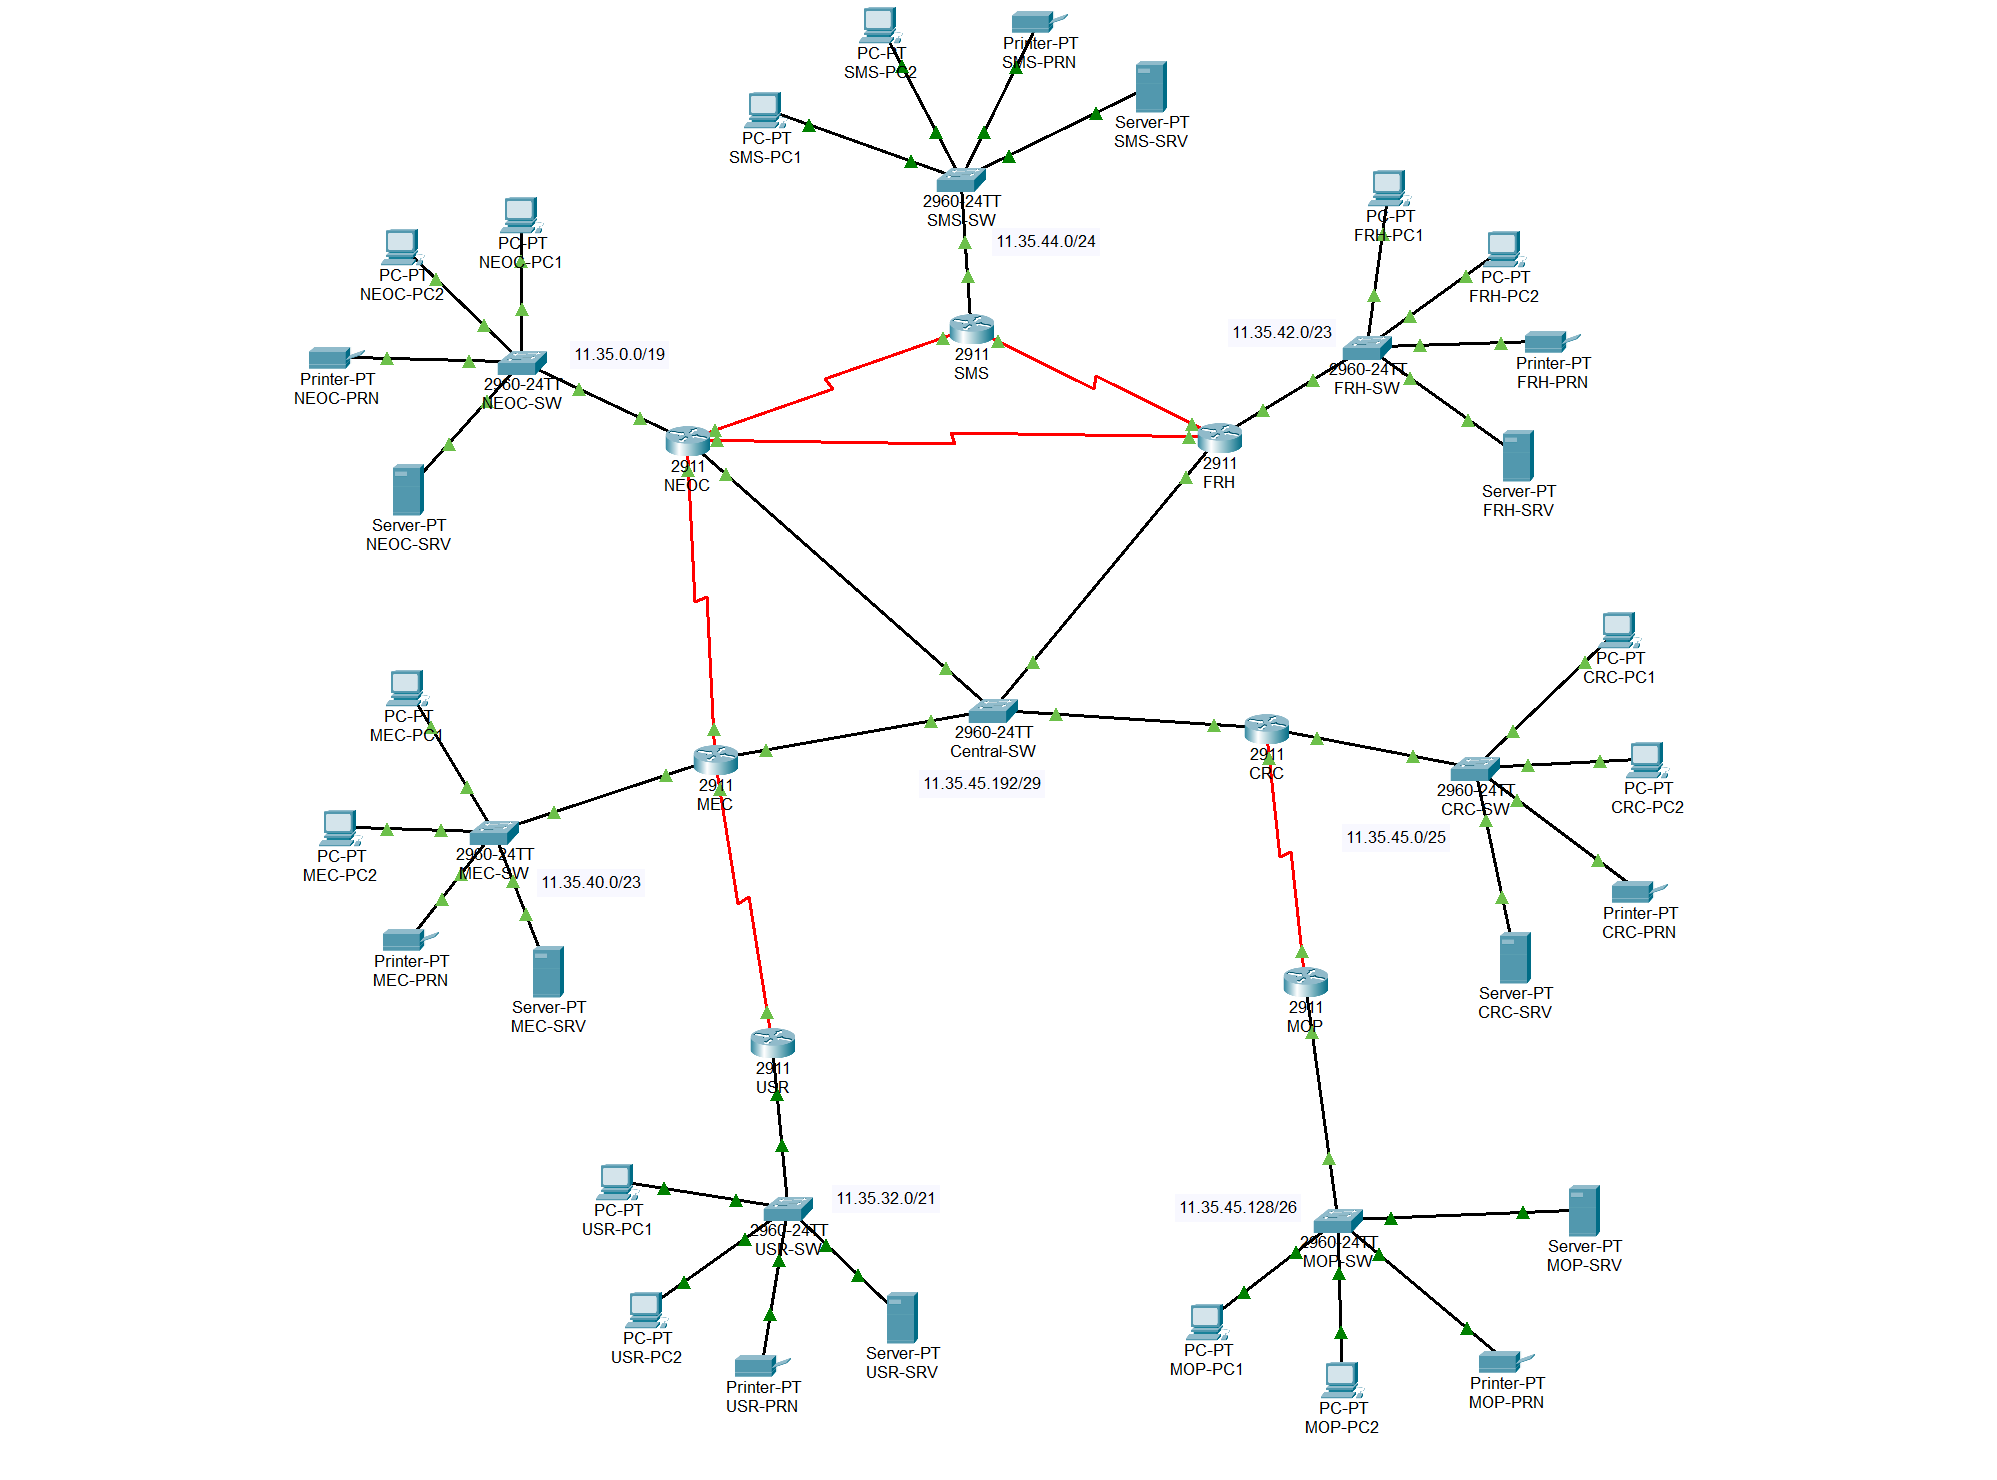 PC-PT
SMS-PC2
Printer-PT
SMS-PRN
PC-PT
SMS-PC1
Server-PT
SMS-SRV
2960-24TT
SMS-SW
11.35.44.0/24
PC-PT
NEOC-PC1
PC-PT
NEOC-PC2
Printer-PT
NEOC-PRN
11.35.0.0/19
2960-24TT
NEOC-SW
Server-PT
NEOC-SRV
2911
SMS
PC-PT
FRH-PC1
PC-PT
FRH-PC2
11.35.42.0/23
2960-24TT
FRH-SW
Printer-PT
FRH-PRN
Server-PT
FRH-SRV
2911
NEOC
2911
FRH
PC-PT
MEC-PC1
2911
MEC
2960-24TT
Central-SW
11.35.45.192/29
2911
CRC
PC-PT
CRC-PC1
PC-PT
CRC-PC2
2960-24TT
CRC-SW
11.35.45.0/25
PC-PT
MEC-PC2
2960-24TT
MEC-SW
11.35.40.0/23
Printer-PT
MEC-PRN
Server-PT
MEC-SRV
Printer-PT
CRC-PRN
Server-PT
CRC-SRV
2911
MOP
2911
USR
PC-PT
USR-PC1
11.35.32.0/21
2960-24TT
USR-SW
PC-PT
USR-PC2
Printer-PT
USR-PRN
Server-PT
USR-SRV
11.35.45.128/26
2960-24TT
MOP-SW
Server-PT
MOP-SRV
PC-PT
MOP-PC1
PC-PT
MOP-PC2
Printer-PT
MOP-PRN